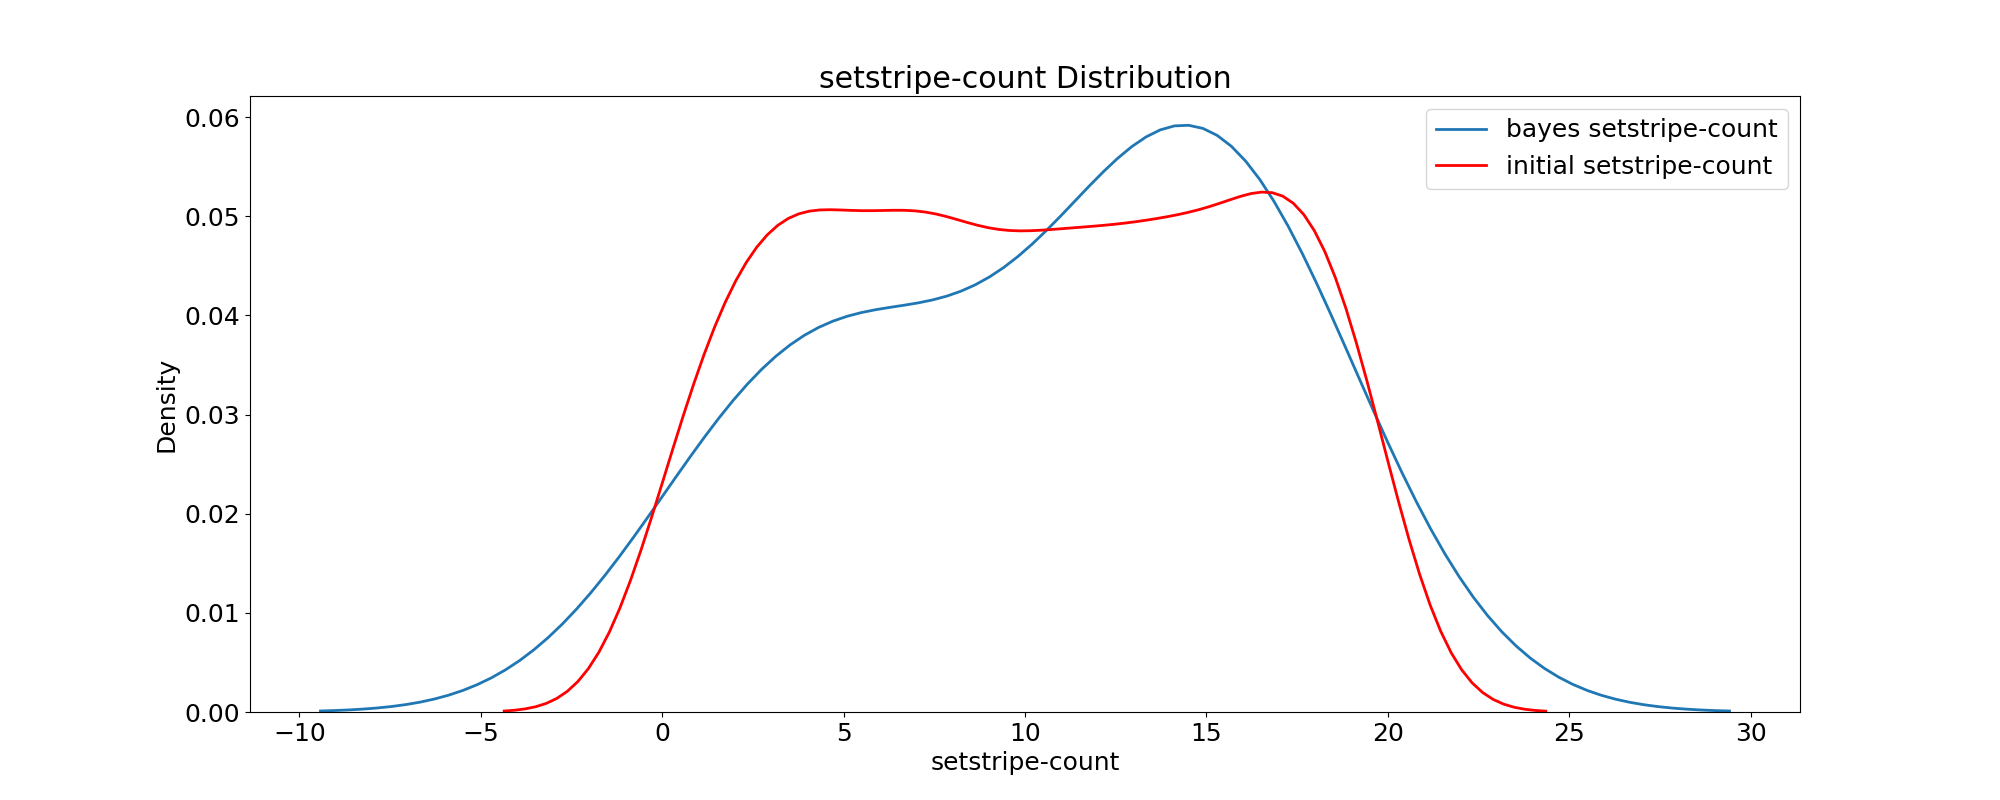 setstripe-count Distribution
0.06
0.05
0.04
0.03
0.02
0.01
0.00
Density
bayes setstripe-count
initial setstripe-count
−10 −5 0 5 10 15 20 25 30
setstripe-count